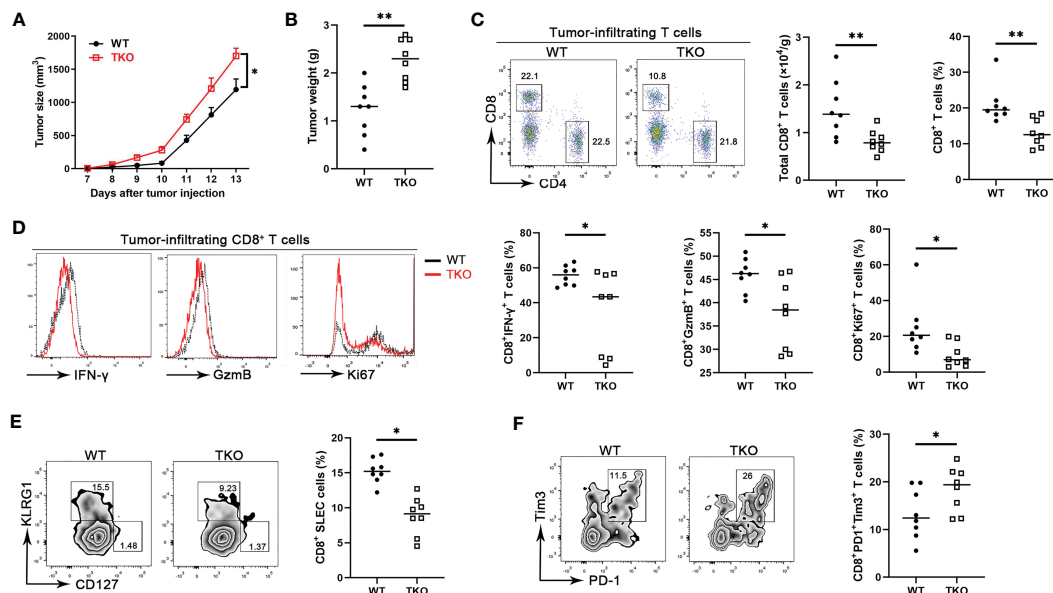 A
WT
TKO
*
Tumor size (mm³)
2000
1500
1000
500
0
7 8 9 10 11 12 13
Days after tumor injection
B
**
Tumor weight (g)
3
2
1
0
WT TKO
C
Tumor-infiltrating T cells
WT TKO
22.1
22.5
10.8
21.8
CD8
CD4
**
Total CD8⁺ T cells (×10⁴/g)
3
2
1
0
WT TKO
**
CD8⁺ T cells (%)
40
30
20
10
0
WT TKO
D
Tumor-infiltrating CD8⁺ T cells
WT
TKO
IFN-γ
GzmB
Ki67
*
CD8⁺IFN-γ⁺ T cells (%)
80
60
40
20
0
WT TKO
*
CD8⁺GzmB⁺ T cells (%)
55
50
45
40
35
30
25
WT TKO
*
CD8⁺Ki67⁺ T cells (%)
80
60
40
20
0
WT TKO
E
WT TKO
15.5
1.48
9.23
1.37
KLRG1
CD127
*
CD8⁺ SLEC cells (%)
20
15
10
5
0
WT TKO
F
WT TKO
11.5
26
Tim3
PD-1
*
CD8⁺PD1⁺Tim3⁺ T cells (%)
30
20
10
0
WT TKO